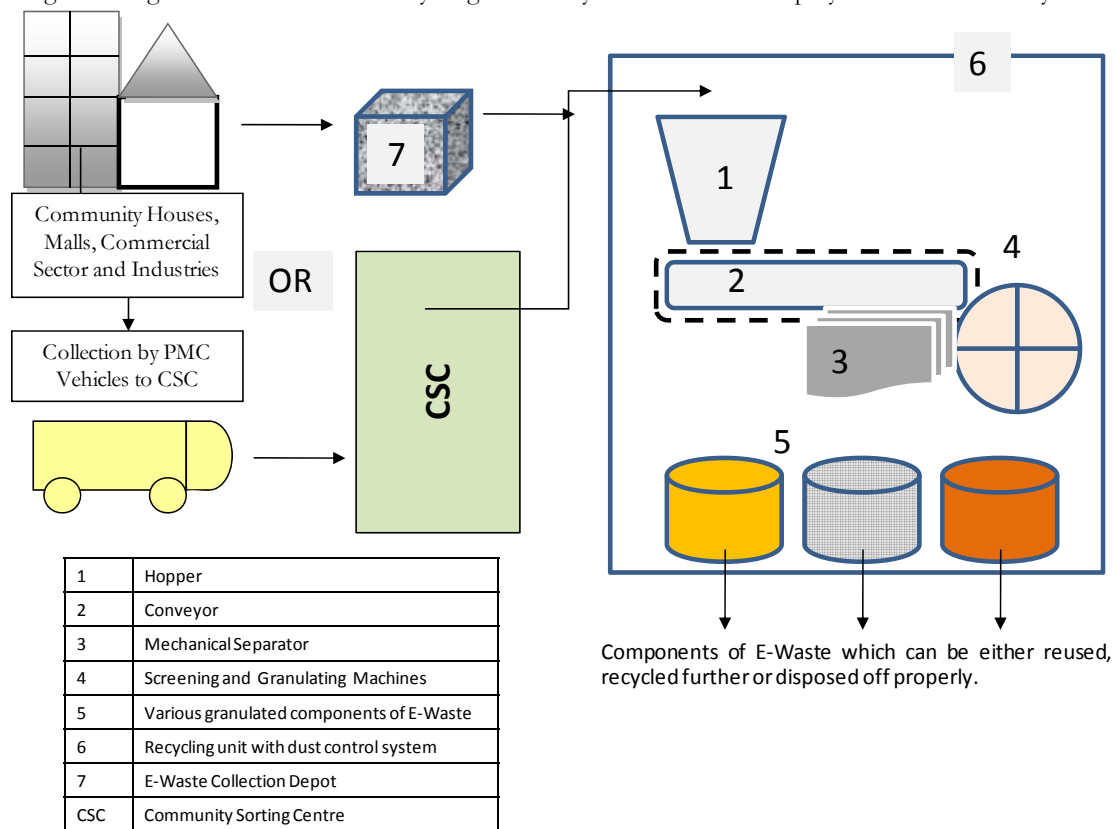 6
7
1
Community Houses,
Malls, Commercial
Sector and Industries
OR
4
2
Collection by PMC
Vehicles to CSC
3
CSC
5
1 Hopper
2 Conveyor
3 Mechanical Separator
4 Screening and Granulating Machines
5 Various granulated components of E-Waste
6 Recycling unit with dust control system
7 E-Waste Collection Depot
CSC Community Sorting Centre
Components of E-Waste which can be either reused,
recycled further or disposed off properly.